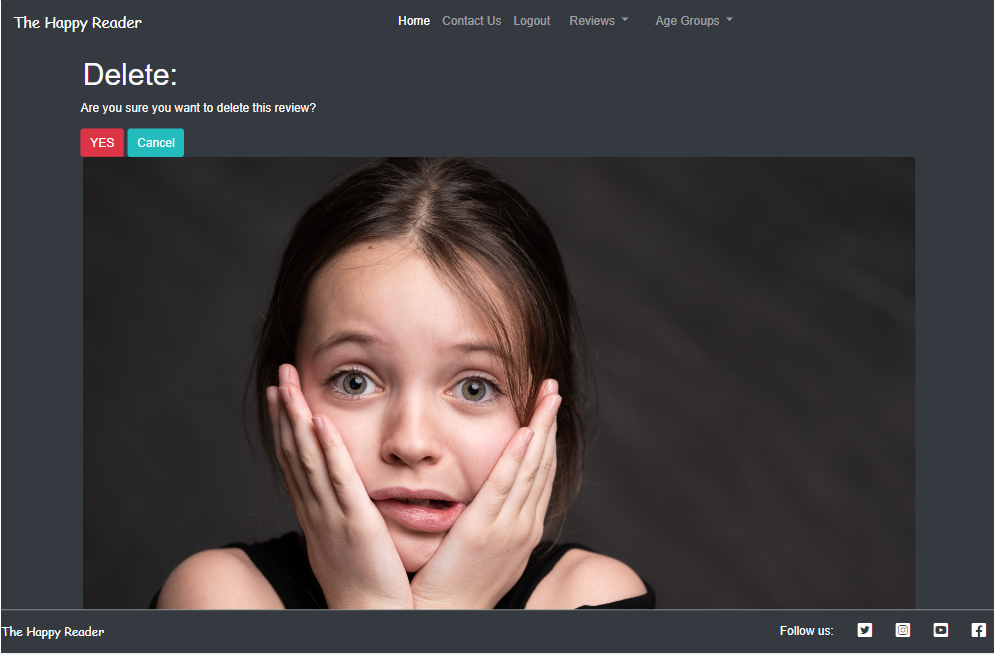 The Happy Reader
Home Contact Us Logout Reviews Age Groups
Delete:
Are you sure you want to delete this review?
YES Cancel
The Happy Reader
Follow us: